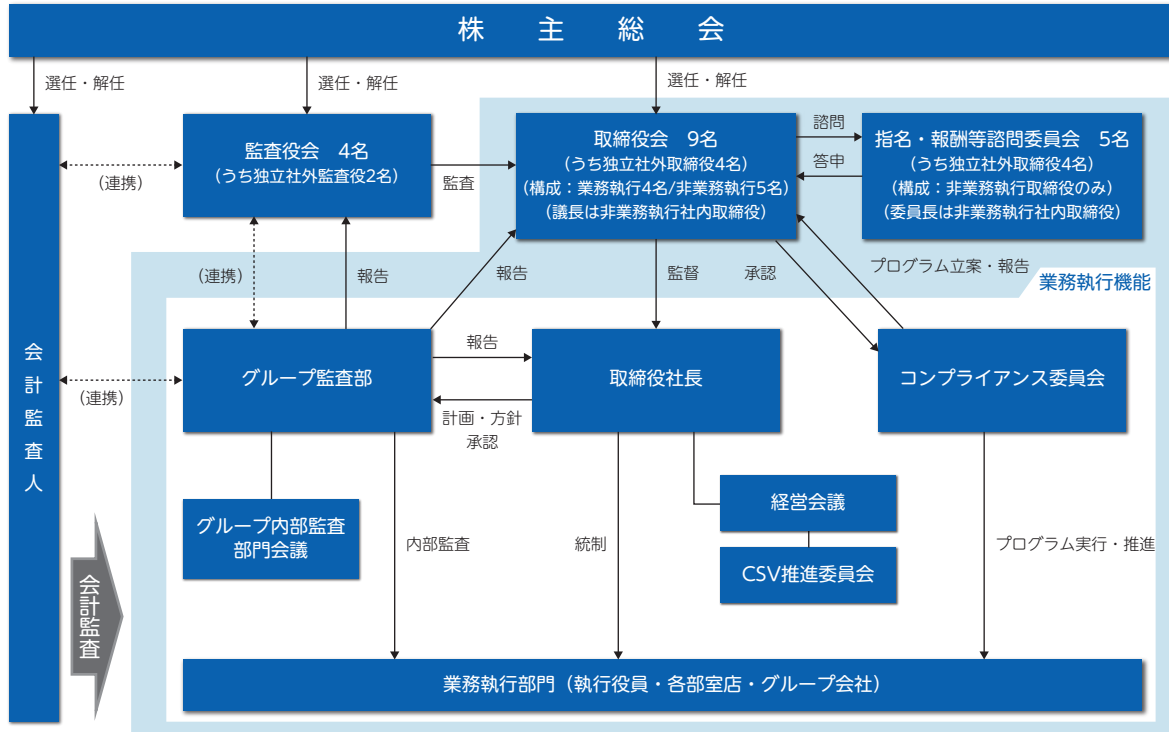 株主総会
選任・解任
選任・解任
選任・解任
会計監査人
監査役会 4名
(うち独立社外監査役2名)
取締役会 9名
(うち独立社外取締役4名)
(構成：業務執行4名/非業務執行5名)
(議長は非業務執行社内取締役)
指名・報酬等諮問委員会 5名
(うち独立社外取締役4名)
(構成：非業務執行取締役のみ)
(委員長は非業務執行社内取締役)
諮問
答申
(連携)
監査
(連携)
報告
報告
監督
承認
プログラム立案・報告
業務執行機能
グループ監査部
報告
計画・方針
承認
取締役社長
コンプライアンス委員会
(連携)
グループ内部監査
部門会議
内部監査
統制
経営会議
CSV推進委員会
プログラム実行・推進
会計監査
業務執行部門（執行役員・各部室店・グループ会社）